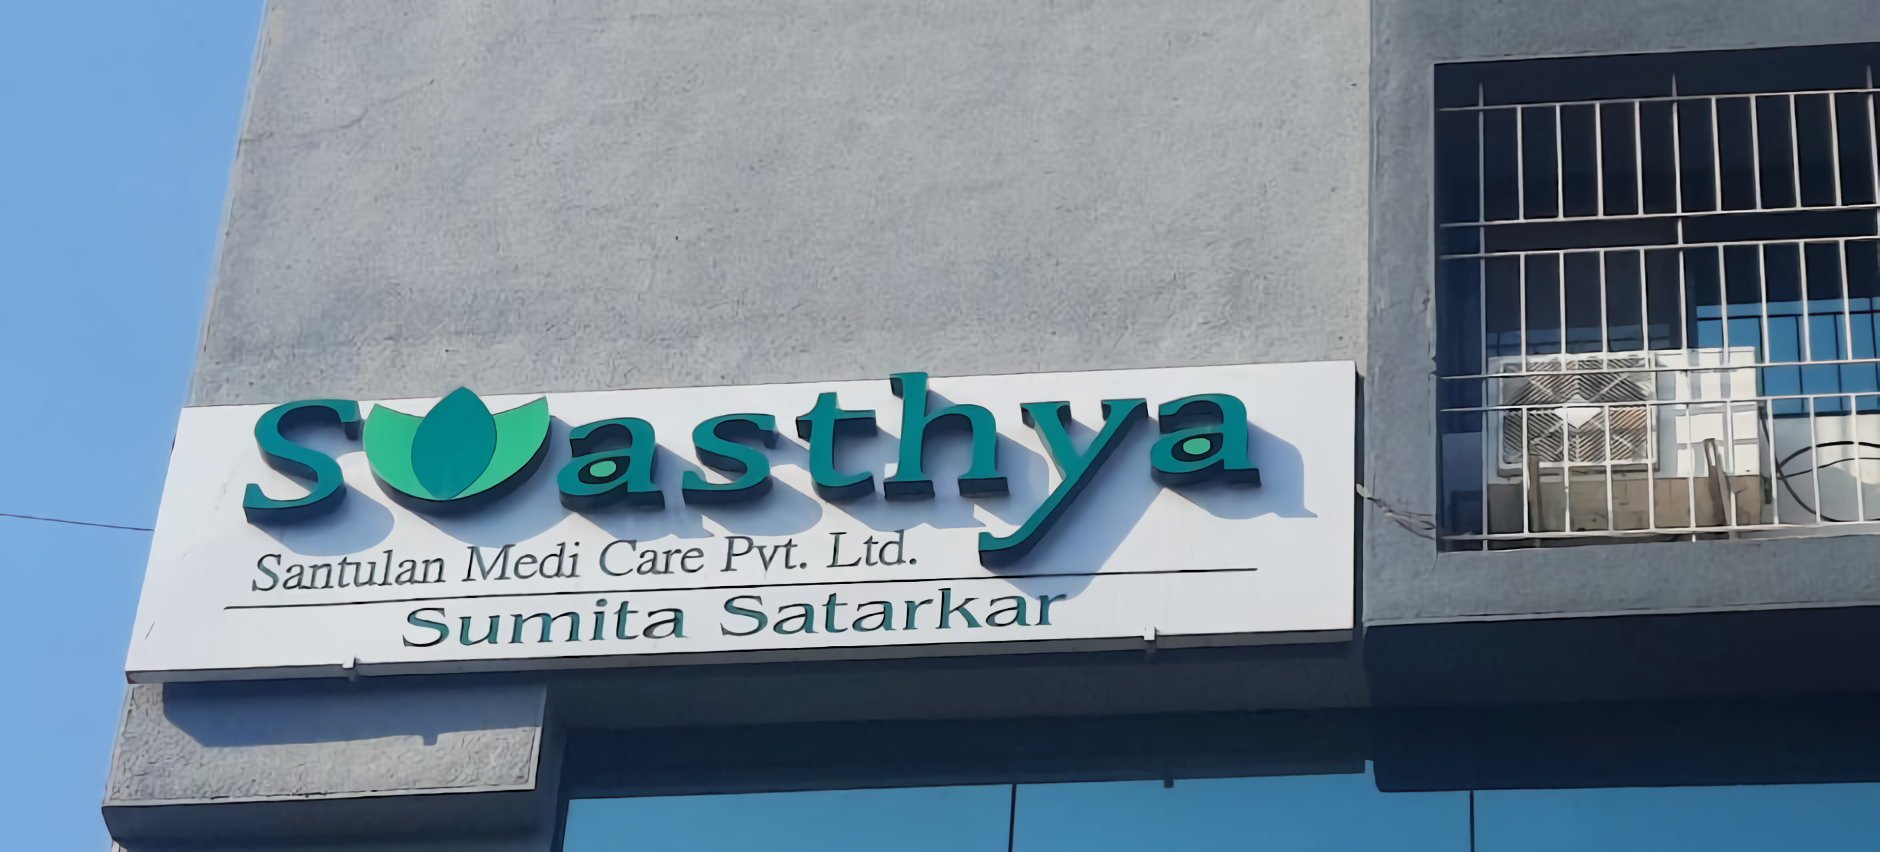 Swasthya
Santulan Medi Care Pvt. Ltd.
Sumita Satarkar